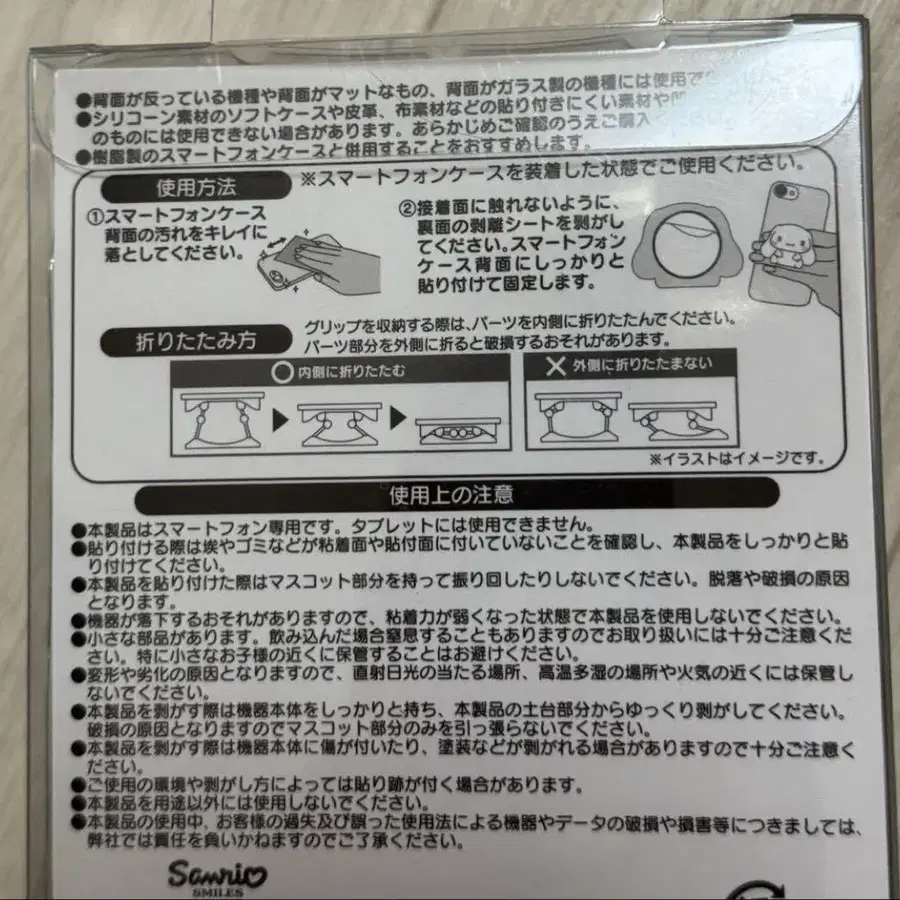 ●背面が反っている機種や背面がマットなもの、背面がガラス製の機種には使用で
●シリコーン素材のソフトケースや皮革、布素材などの貼り付きにくい素材や
のものには使用できない場合があります。あらかじめご確認のうえご購入ください。
●樹脂製のスマートフォンケースと併用することをおすすめします。
使用方法
※スマートフォンケースを装着した状態でご使用ください。
①スマートフォンケース
背面の汚れをキレイに
落としてください。
②接着面に触れないように、
裏面の剥離シートを剥がし
てください。スマートフォン
ケース背面にしっかりと
貼り付けて固定します。
折りたたみ方
グリップを収納する際は、パーツを内側に折りたたんでください。
パーツ部分を外側に折ると破損するおそれがあります。
○内側に折りたたむ
×外側に折りたたまない
※イラストはイメージです。
使用上の注意
●本製品はスマートフォン専用です。タブレットには使用できません。
●貼り付ける際は埃やゴミなどが粘着面や貼付面に付いていないことを確認し、本製品をしっかりと貼
り付けてください。
●本製品を貼り付けた際はマスコット部分を持って振り回したりしないでください。脱落や破損の原因
となります。
●機器が落下するおそれがありますので、粘着力が弱くなった状態で本製品を使用しないでください。
●小さな部品があります。飲み込んだ場合窒息することもありますのでお取り扱いには十分ご注意くだ
さい。特に小さなお子様の近くに保管することはお避けください。
●変形や劣化の原因となりますので、直射日光の当たる場所、高温多湿の場所や火気の近くには保管し
ないでください。
●本製品を剥がす際は機器本体をしっかりと持ち、本製品の土台部分からゆっくり剥がしてください。
破損の原因となりますのでマスコット部分のみを引っ張らないでください。
●本製品を剥がす際は機器本体に傷が付いたり、塗装などが剥がれる場合がありますので十分ご注意く
ださい。
●ご使用の環境や剥がし方によっては貼り跡が付く場合があります。
●本製品を用途以外には使用しないでください。
●本製品の使用中、お客様の過失及び誤った使用法による機器やデータの破損や損害等につきましては、
弊社では責任を負いかねますのでご了承ください。
Sanrio
SMILES